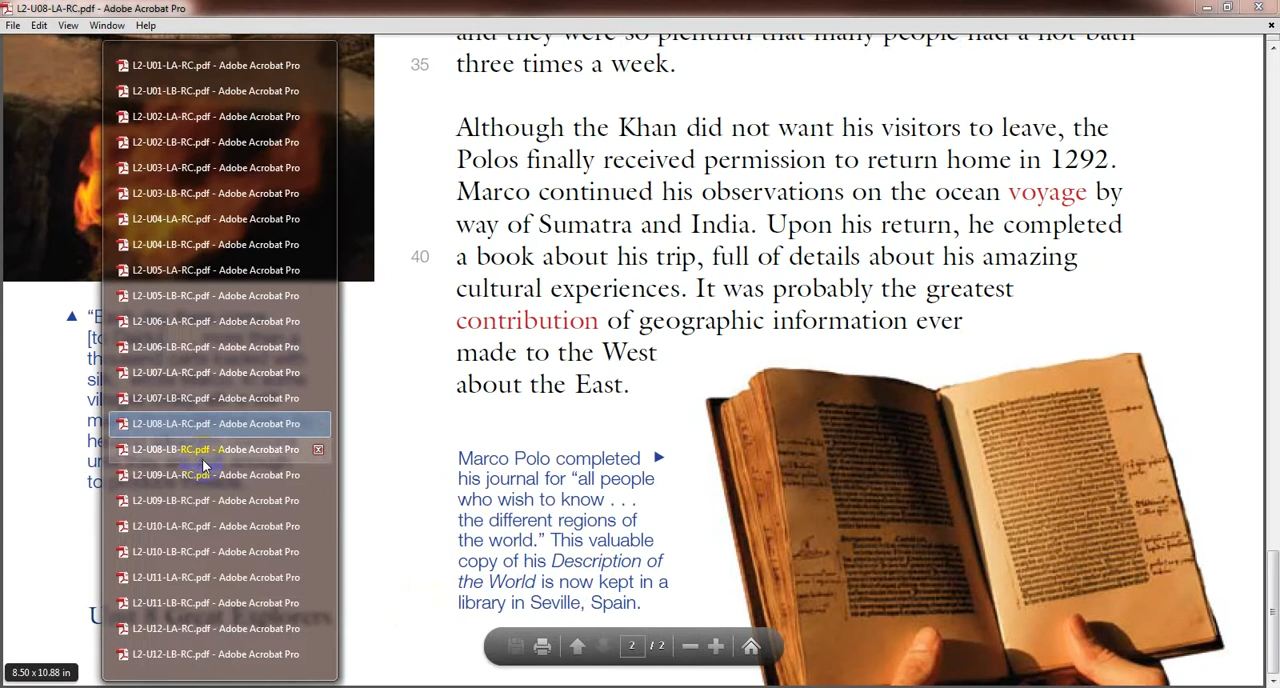 L2-U08-LA-RC.pdf - Adobe Acrobat Pro
File Edit View Window Help
L2-U01-LA-RC.pdf - Adobe Acrobat Pro
L2-U01-LB-RC.pdf - Adobe Acrobat Pro
L2-U02-LA-RC.pdf - Adobe Acrobat Pro
L2-U02-LB-RC.pdf - Adobe Acrobat Pro
L2-U03-LA-RC.pdf - Adobe Acrobat Pro
L2-U03-LB-RC.pdf - Adobe Acrobat Pro
L2-U04-LA-RC.pdf - Adobe Acrobat Pro
L2-U04-LB-RC.pdf - Adobe Acrobat Pro
L2-U05-LA-RC.pdf - Adobe Acrobat Pro
L2-U05-LB-RC.pdf - Adobe Acrobat Pro
L2-U06-LA-RC.pdf - Adobe Acrobat Pro
L2-U06-LB-RC.pdf - Adobe Acrobat Pro
L2-U07-LA-RC.pdf - Adobe Acrobat Pro
L2-U07-LB-RC.pdf - Adobe Acrobat Pro
L2-U08-LA-RC.pdf - Adobe Acrobat Pro
L2-U08-LB-RC.pdf - Adobe Acrobat Pro
L2-U09-LA-RC.pdf - Adobe Acrobat Pro
L2-U09-LB-RC.pdf - Adobe Acrobat Pro
L2-U10-LA-RC.pdf - Adobe Acrobat Pro
L2-U10-LB-RC.pdf - Adobe Acrobat Pro
L2-U11-LA-RC.pdf - Adobe Acrobat Pro
L2-U11-LB-RC.pdf - Adobe Acrobat Pro
L2-U12-LA-RC.pdf - Adobe Acrobat Pro
L2-U12-LB-RC.pdf - Adobe Acrobat Pro
8.50 x 10.88 in
and they were so plentiful that many people had a hot bath
35 three times a week.
Although the Khan did not want his visitors to leave, the
Polos finally received permission to return home in 1292.
Marco continued his observations on the ocean voyage by
way of Sumatra and India. Upon his return, he completed
40 a book about his trip, full of details about his amazing
cultural experiences. It was probably the greatest
contribution of geographic information ever
made to the West
about the East.
Marco Polo completed
his journal for “all people
who wish to know . . .
the different regions of
the world.” This valuable
copy of his Description of
the World is now kept in a
library in Seville, Spain.
2 / 2